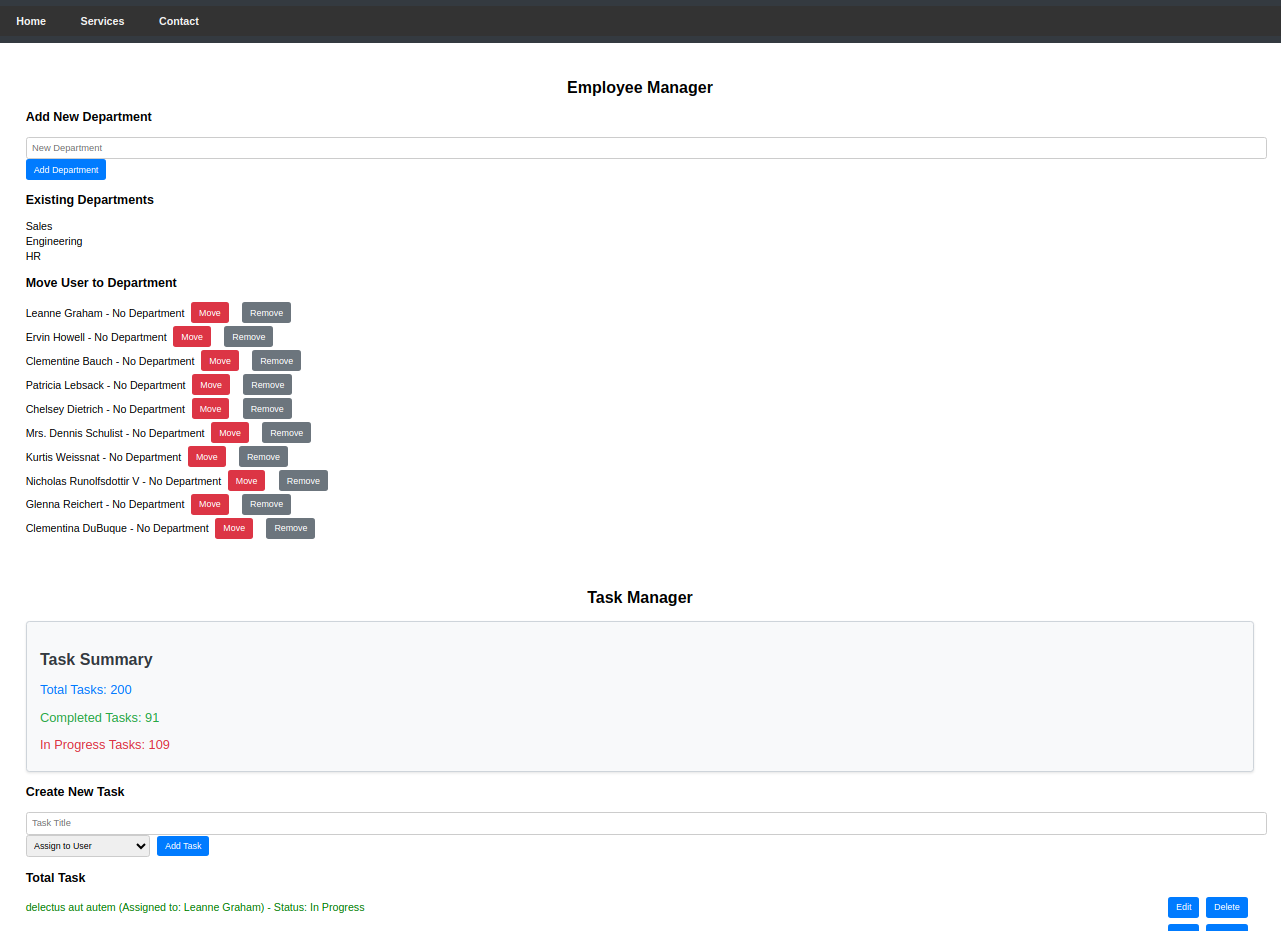 Home Services Contact
Employee Manager
Add New Department
New Department
Add Department
Existing Departments
Sales
Engineering
HR
Move User to Department
Leanne Graham - No Department Move Remove
Ervin Howell - No Department Move Remove
Clementine Bauch - No Department Move Remove
Patricia Lebsack - No Department Move Remove
Chelsey Dietrich - No Department Move Remove
Mrs. Dennis Schulist - No Department Move Remove
Kurtis Weissnat - No Department Move Remove
Nicholas Runolfsdottir V - No Department Move Remove
Glenna Reichert - No Department Move Remove
Clementina DuBuque - No Department Move Remove
Task Manager
Task Summary
Total Tasks: 200
Completed Tasks: 91
In Progress Tasks: 109
Create New Task
Task Title
Assign to User Add Task
Total Task
delectus aut autem (Assigned to: Leanne Graham) - Status: In Progress Edit Delete